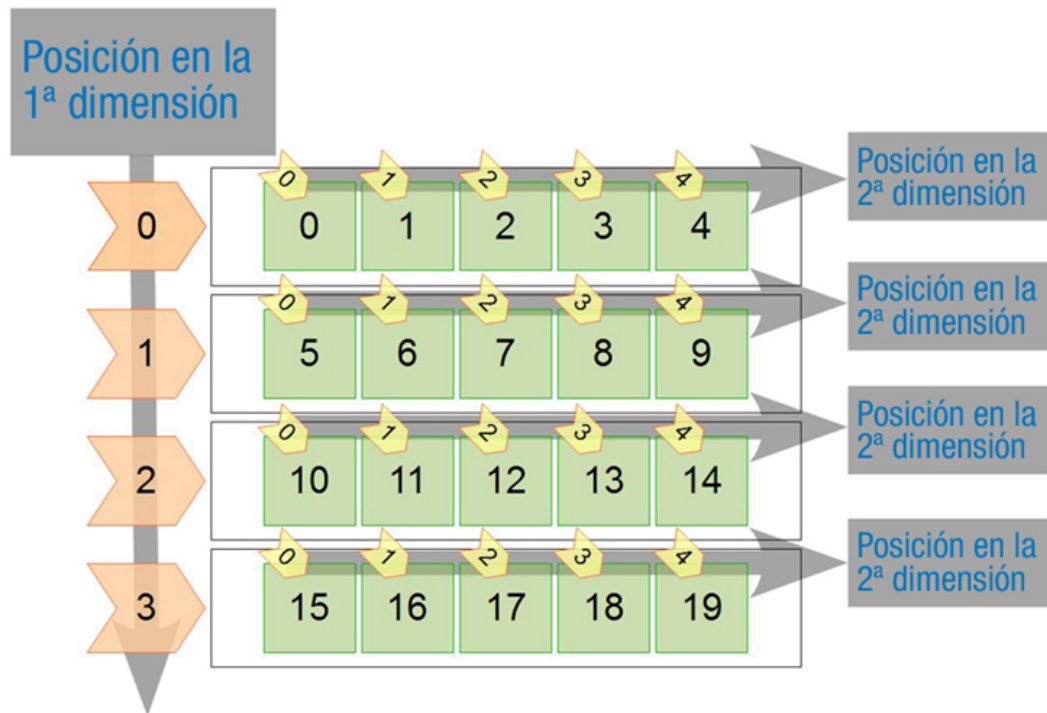 Posición en la
1ª dimensión
0 1 2 3 4
Posición en la
2ª dimensión
0
0 1 2 3 4
0 1 2 3 4
Posición en la
2ª dimensión
1
5 6 7 8 9
0 1 2 3 4
Posición en la
2ª dimensión
2
10 11 12 13 14
0 1 2 3 4
Posición en la
2ª dimensión
3
15 16 17 18 19